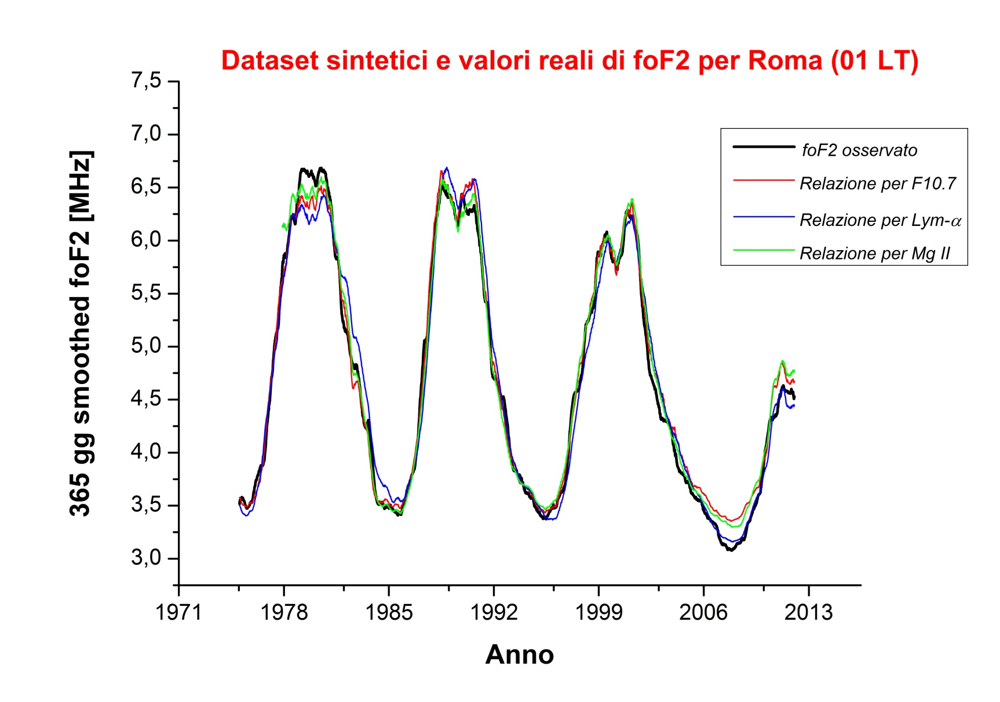 Dataset sintetici e valori reali di foF2 per Roma (01 LT)
7,5
7,0
6,5
6,0
5,5
5,0
4,5
4,0
3,5
3,0
365 gg smoothed foF2 [MHz]
foF2 osservato
Relazione per F10.7
Relazione per Lym-α
Relazione per Mg II
1971 1978 1985 1992 1999 2006 2013
Anno